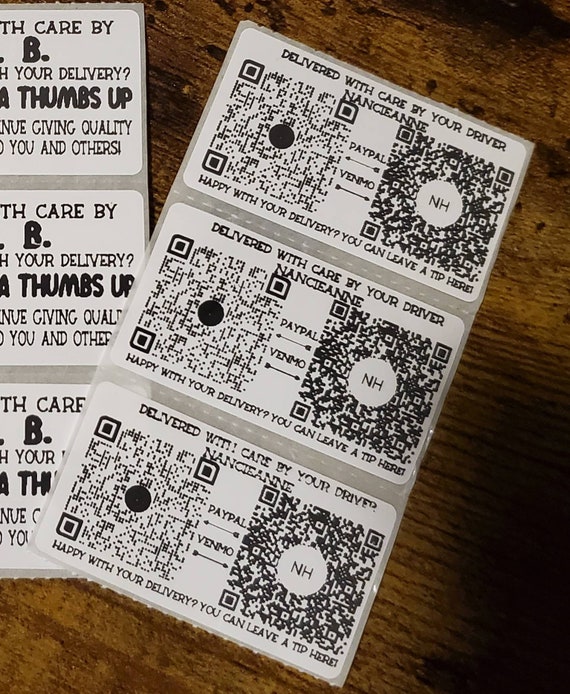 TH CARE BY
. B.
H YOUR DELIVERY?
A THUMBS UP
NUE GIVING QUALITY
O YOU AND OTHERS!
TH CARE BY
. B.
H YOUR DELIVERY?
A THUMBS UP
NUE GIVING QUALI
O YOU AND OTHER
TH CARE
. B.
H YOUR
A TH
NUE G
O YOU
DELIVERED WITH CARE BY YOUR DRIVER
NANCIEANNE
PAYPAL
VENMO
NH
HAPPY WITH YOUR DELIVERY? YOU CAN LEAVE A TIP HERE!
DELIVERED WITH CARE BY YOUR DRIVER
NANCIEANNE
PAYPAL
VENMO
NH
HAPPY WITH YOUR DELIVERY? YOU CAN LEAVE A TIP HERE!
DELIVERED WITH CARE BY YOUR DRIVER
NANCIEANNE
PAYPAL
VENMO
NH
HAPPY WITH YOUR DELIVERY? YOU CAN LEAVE A TIP HERE!